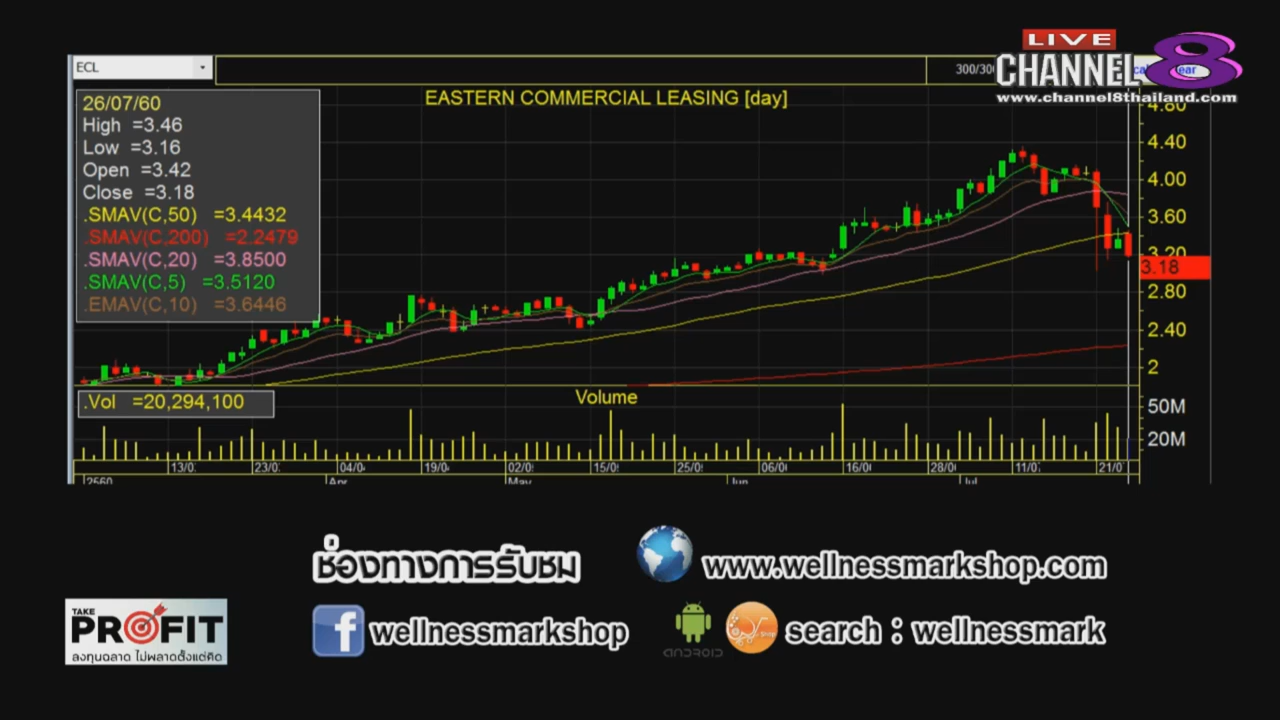 ECL
300/300
LIVE
CHANNEL 8
www.channel8thailand.com
EASTERN COMMERCIAL LEASING [day]
26/07/60
High =3.46
Low =3.16
Open =3.42
Close =3.18
.SMAV(C,50) =3.4432
.SMAV(C,200) =2.2479
.SMAV(C,20) =3.8500
.SMAV(C,5) =3.5120
.EMAV(C,10) =3.6446
4.80
4.40
4.00
3.60
3.20
3.18
2.80
2.40
2
.Vol =20,294,100
Volume
50M
20M
13/0 23/0 04/0 19/0 02/0 15/0 25/0 06/0 16/0 28/0 11/0 21/0
2560 Apr May Jun Jul
ช่องทางการรับชม
www.wellnessmarkshop.com
TAKE
PROFIT
ลงทุนฉลาด ไม่พลาดตั้งแต่คิด
f wellnessmarkshop
ANDROID
Shop
search : wellnessmark